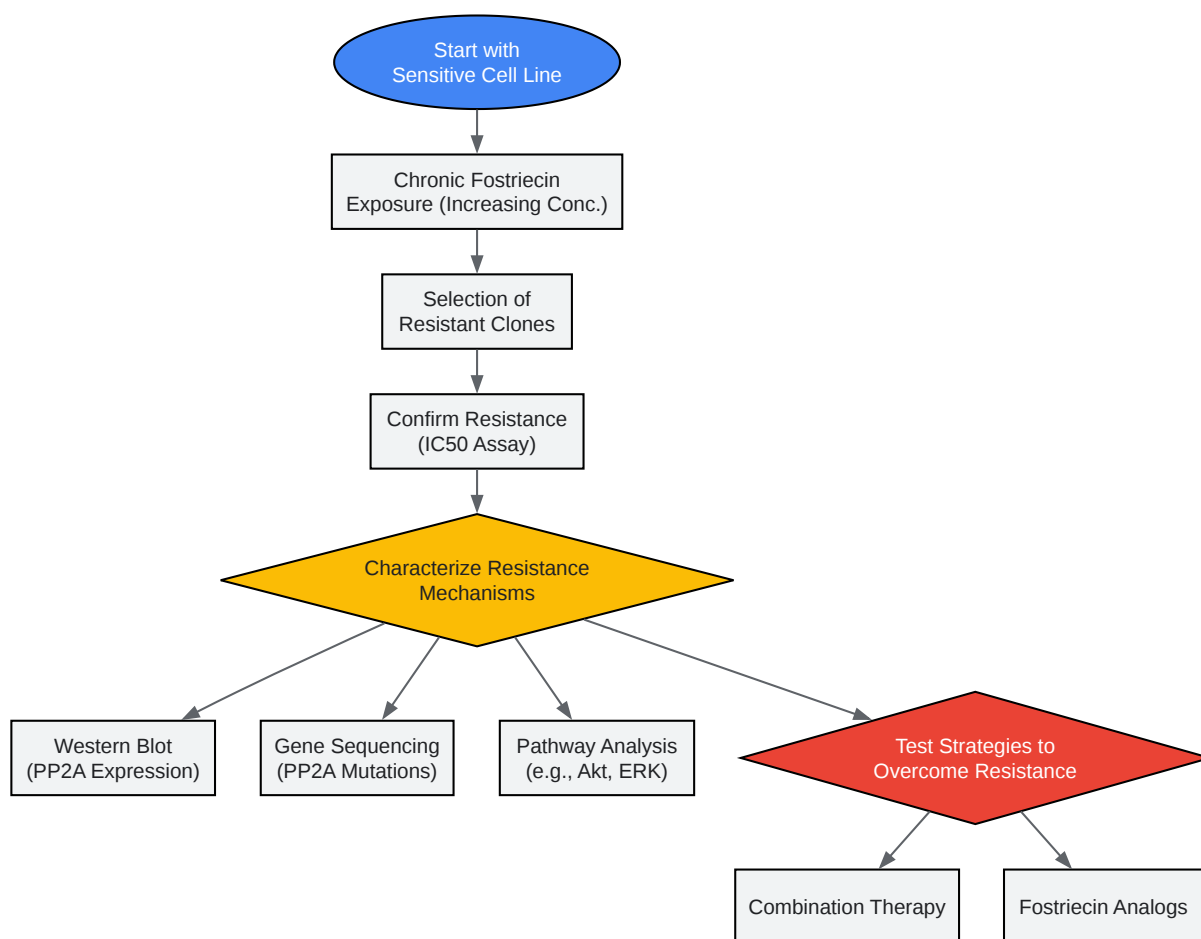 Start with
Sensitive Cell Line
Chronic Fostriecin
Exposure (Increasing Conc.)
Selection of
Resistant Clones
Confirm Resistance
(IC50 Assay)
Characterize Resistance
Mechanisms
Western Blot
(PP2A Expression)
Gene Sequencing
(PP2A Mutations)
Pathway Analysis
(e.g., Akt, ERK)
Test Strategies to
Overcome Resistance
Combination Therapy
Fostriecin Analogs